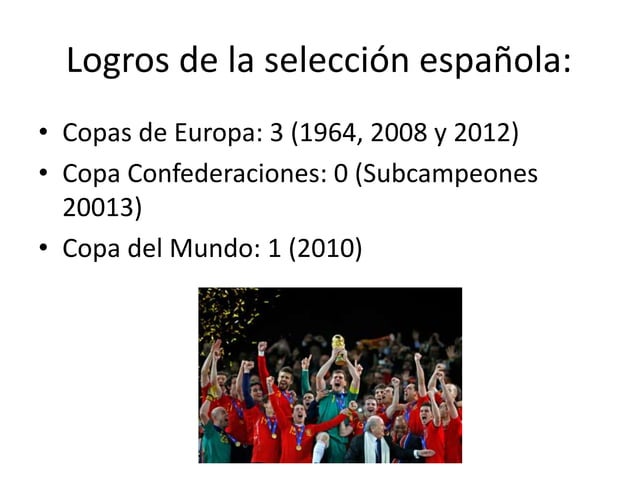 Logros de la selección española:
• Copas de Europa: 3 (1964, 2008 y 2012)
• Copa Confederaciones: 0 (Subcampeones
20013)
• Copa del Mundo: 1 (2010)